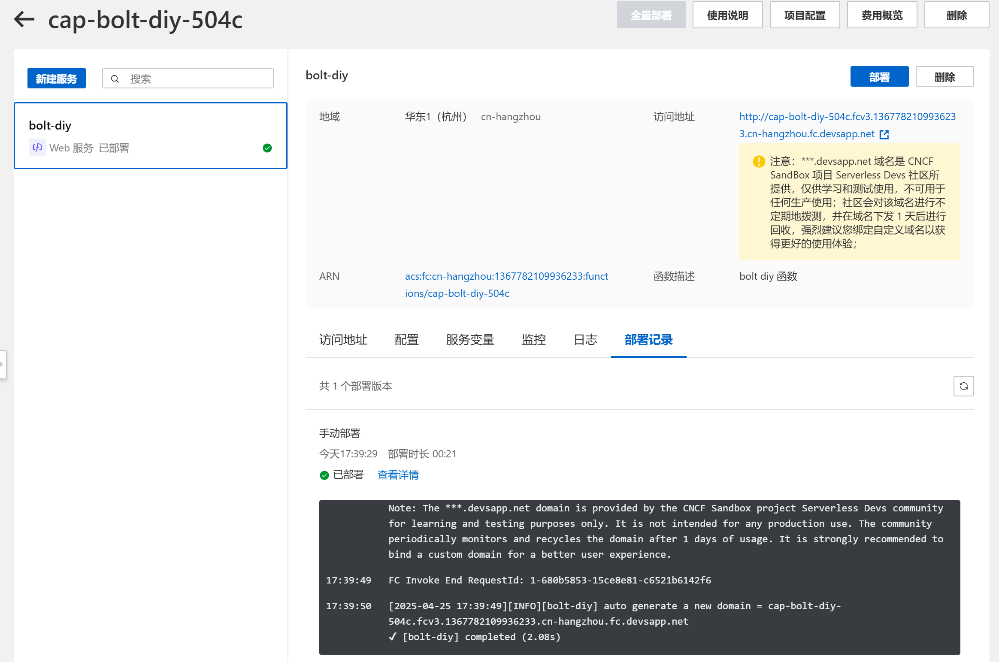 cap-bolt-diy-504c
全量部署
使用说明
项目配置
费用概览
删除
新建服务
搜索
bolt-diy
Web 服务 已部署
bolt-diy
部署
删除
地域
华东1（杭州） cn-hangzhou
访问地址
http://cap-bolt-diy-504c.fcv3.136778210993623
3.cn-hangzhou.fc.devsapp.net
注意：***.devsapp.net 域名是 CNCF
SandBox 项目 Serverless Devs 社区所
提供，仅供学习和测试使用，不可用于
任何生产使用；社区会对该域名进行不
定期地拨测，并在域名下发 1 天后进行
回收，强烈建议您绑定自定义域名以获
得更好的使用体验；
ARN
acs:fc:cn-hangzhou:1367782109936233:funct
ions/cap-bolt-diy-504c
函数描述
bolt diy 函数
访问地址
配置
服务变量
监控
日志
部署记录
共 1 个部署版本
手动部署
今天17:39:29 部署时长 00:21
已部署 查看详情
Note: The ***.devsapp.net domain is provided by the CNCF Sandbox project Serverless Devs community
for learning and testing purposes only. It is not intended for any production use. The community
periodically monitors and recycles the domain after 1 days of usage. It is strongly recommended to
bind a custom domain for a better user experience.
17:39:49 FC Invoke End RequestId: 1-680b5853-15ce8e81-c6521b6142f6
17:39:50 [2025-04-25 17:39:49][INFO][bolt-diy] auto generate a new domain = cap-bolt-diy-
504c.fcv3.1367782109936233.cn-hangzhou.fc.devsapp.net
✓ [bolt-diy] completed (2.08s)